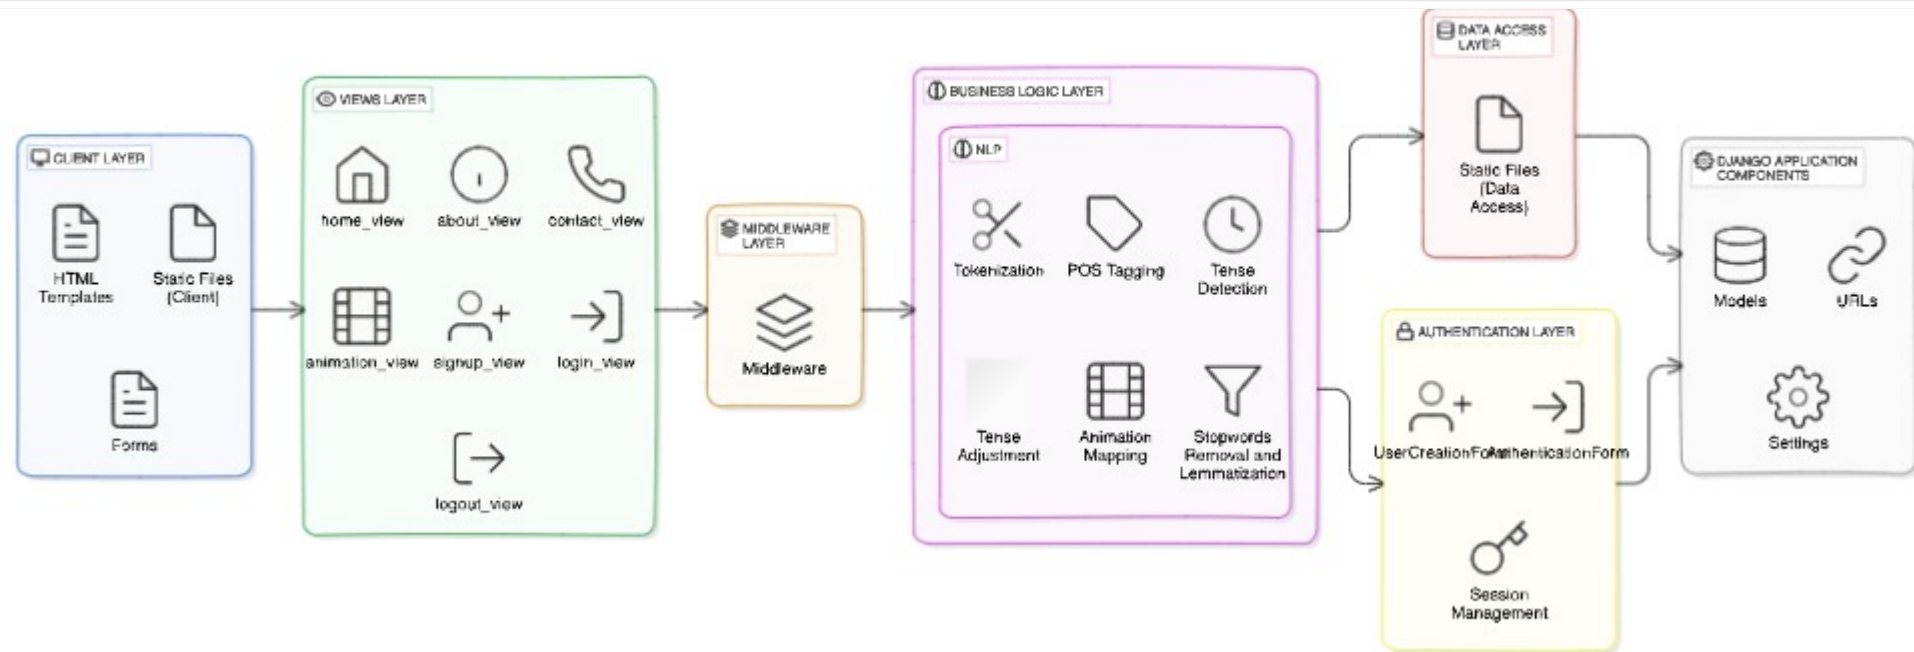 CLIENT LAYER
HTML
Templates
Static Files
(Client)
Forms
VIEWS LAYER
home_view
about_view
contact_view
animation_view
signup_view
login_view
logout_view
MIDDLEWARE
LAYER
Middleware
BUSINESS LOGIC LAYER
NLP
Tokenization
POS Tagging
Tense
Detection
Tense
Adjustment
Animation
Mapping
Stopwords
Removal and
Lemmatization
DATA ACCESS
LAYER
Static Files
(Data
Access)
AUTHENTICATION LAYER
UserCreationForm
AuthenticationForm
Session
Management
DJANGO APPLICATION
COMPONENTS
Models
URLs
Settings